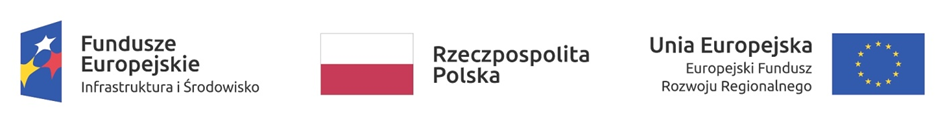 Fundusze
Europejskie
Infrastruktura i Środowisko
Rzeczpospolita
Polska
Unia Europejska
Europejski Fundusz
Rozwoju Regionalnego